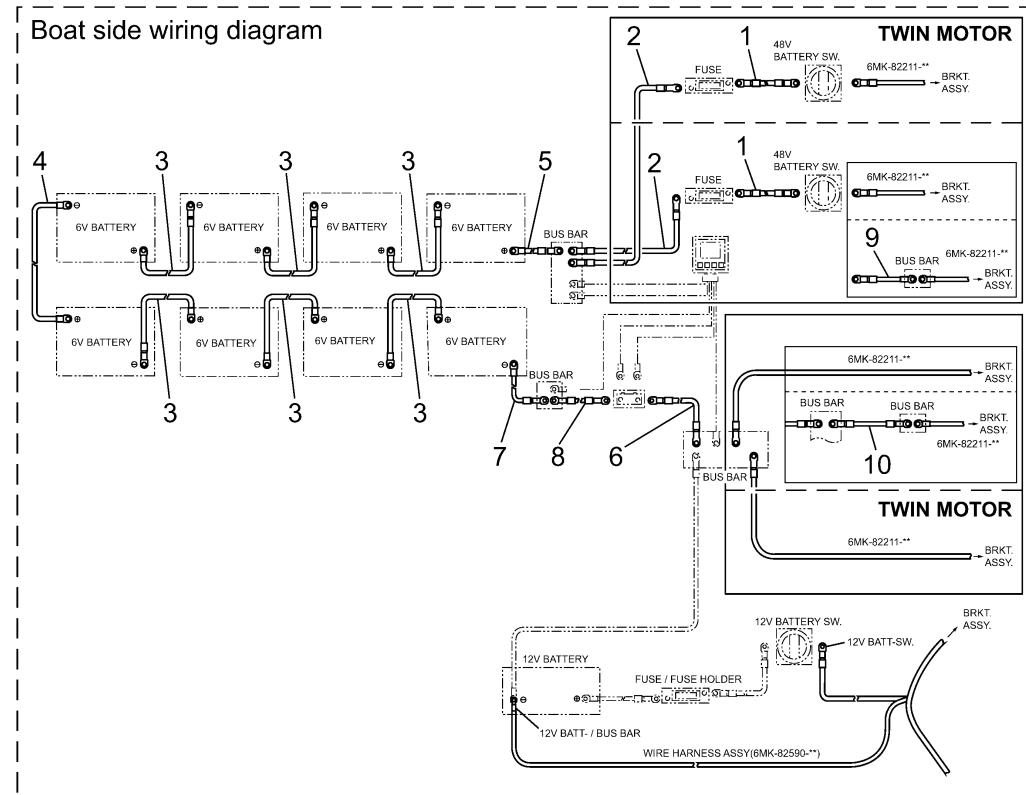 Boat side wiring diagram
TWIN MOTOR
2
1
48V
BATTERY SW.
FUSE
6MK-82211-**
BRKT.
ASSY.
1
2
48V
BATTERY SW.
FUSE
6MK-82211-**
BRKT.
ASSY.
9
6MK-82211-**
BUS BAR
BRKT.
ASSY.
4
3
3
3
5
⊖
⊖
⊖
⊖
6V BATTERY
6V BATTERY
6V BATTERY
6V BATTERY
BUS BAR
⊕
⊕
⊕
⊕
3
3
3
⊕
⊕
⊕
⊕
6V BATTERY
6V BATTERY
6V BATTERY
6V BATTERY
⊖
⊖
⊖
⊖
3
3
3
BUS BAR
7
8
6
6MK-82211-**
BRKT.
ASSY.
BUS BAR
BUS BAR
BRKT.
ASSY.
6MK-82211-**
10
BUS BAR
TWIN MOTOR
6MK-82211-**
BRKT.
ASSY.
12V BATTERY SW.
BRKT.
ASSY.
12V BATT-SW.
12V BATTERY
FUSE / FUSE HOLDER
⊖
⊕
12V BATT- / BUS BAR
WIRE HARNESS ASSY(6MK-82590-**)